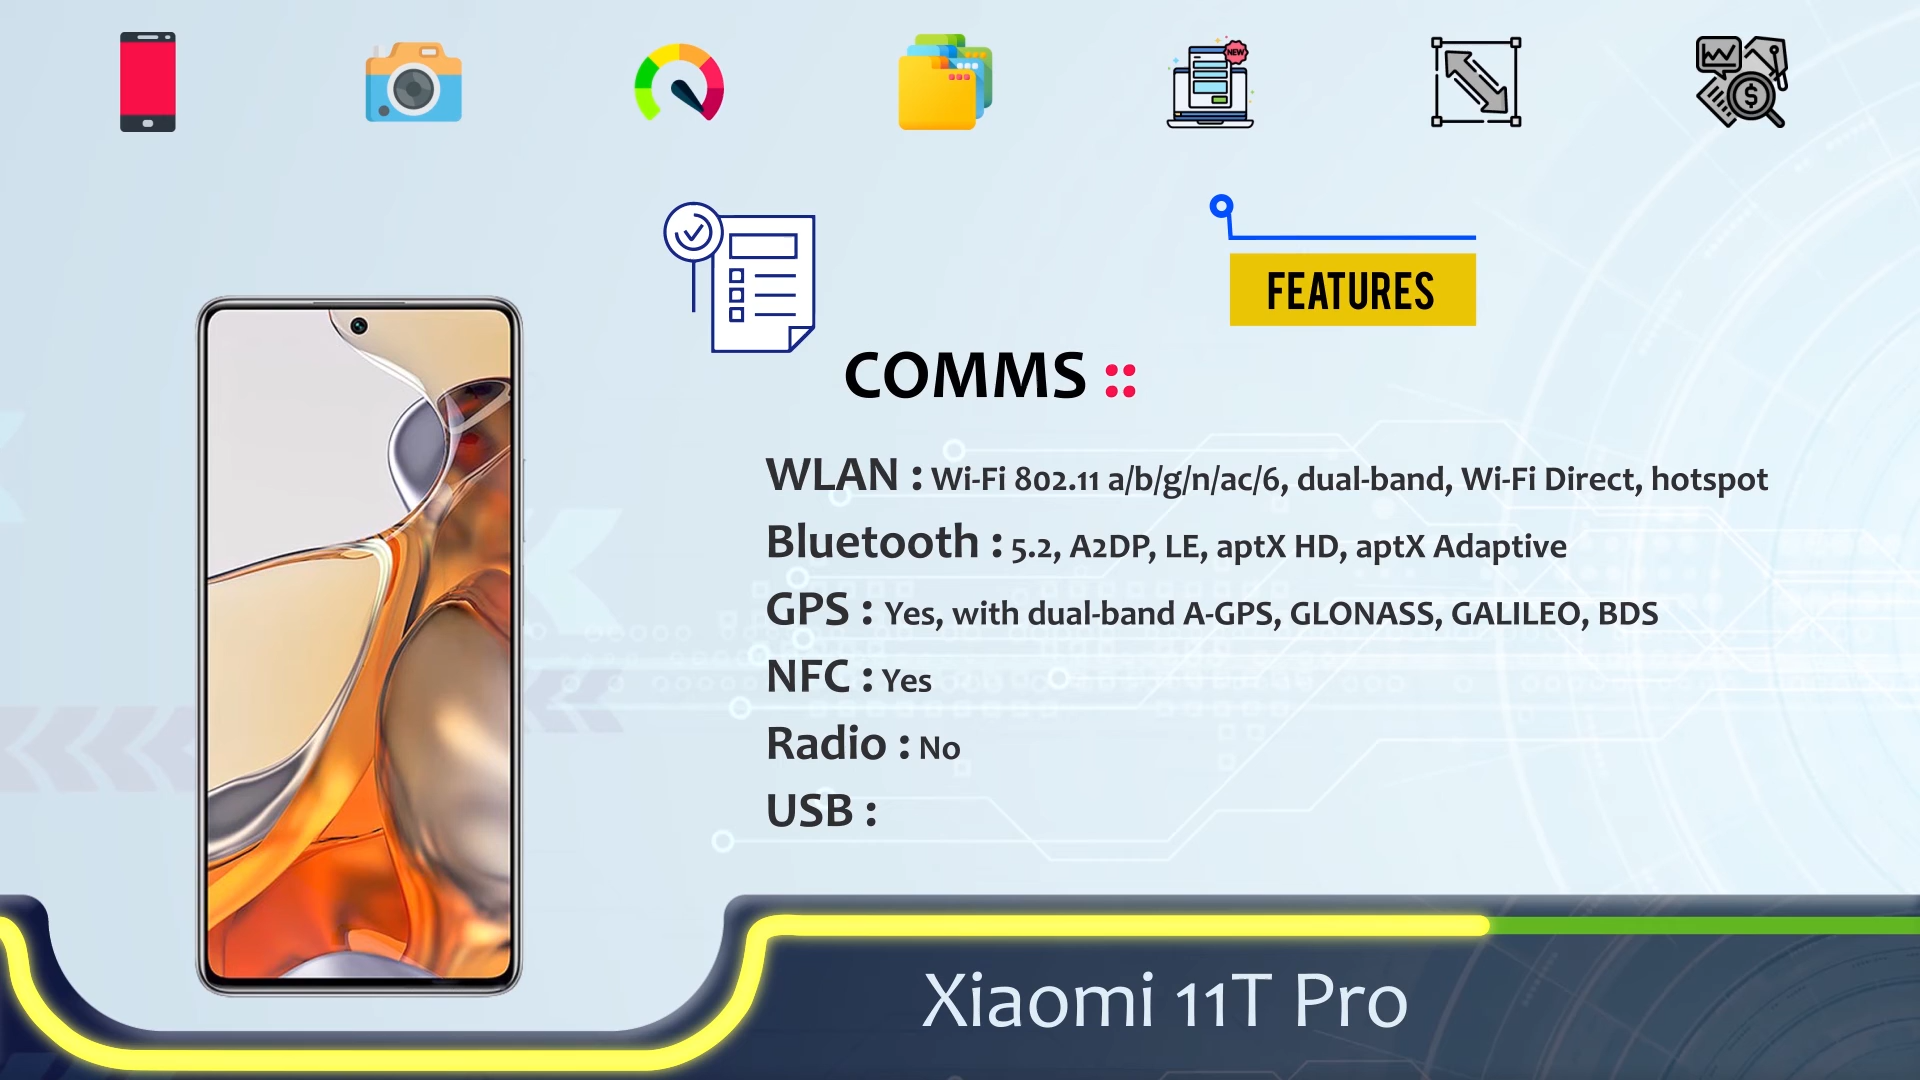 NEW
FEATURES
COMMS ::
WLAN : Wi-Fi 802.11 a/b/g/n/ac/6, dual-band, Wi-Fi Direct, hotspot
Bluetooth : 5.2, A2DP, LE, aptX HD, aptX Adaptive
GPS : Yes, with dual-band A-GPS, GLONASS, GALILEO, BDS
NFC : Yes
Radio : No
USB :
Xiaomi 11T Pro